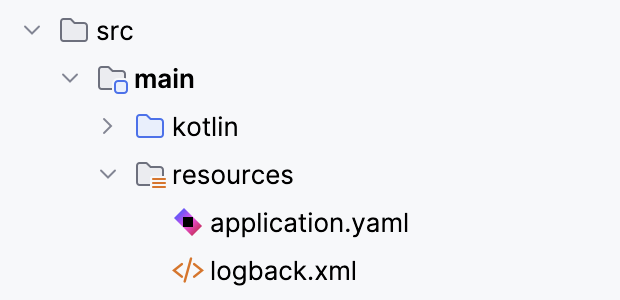 src
main
kotlin
resources
application.yaml
logback.xml